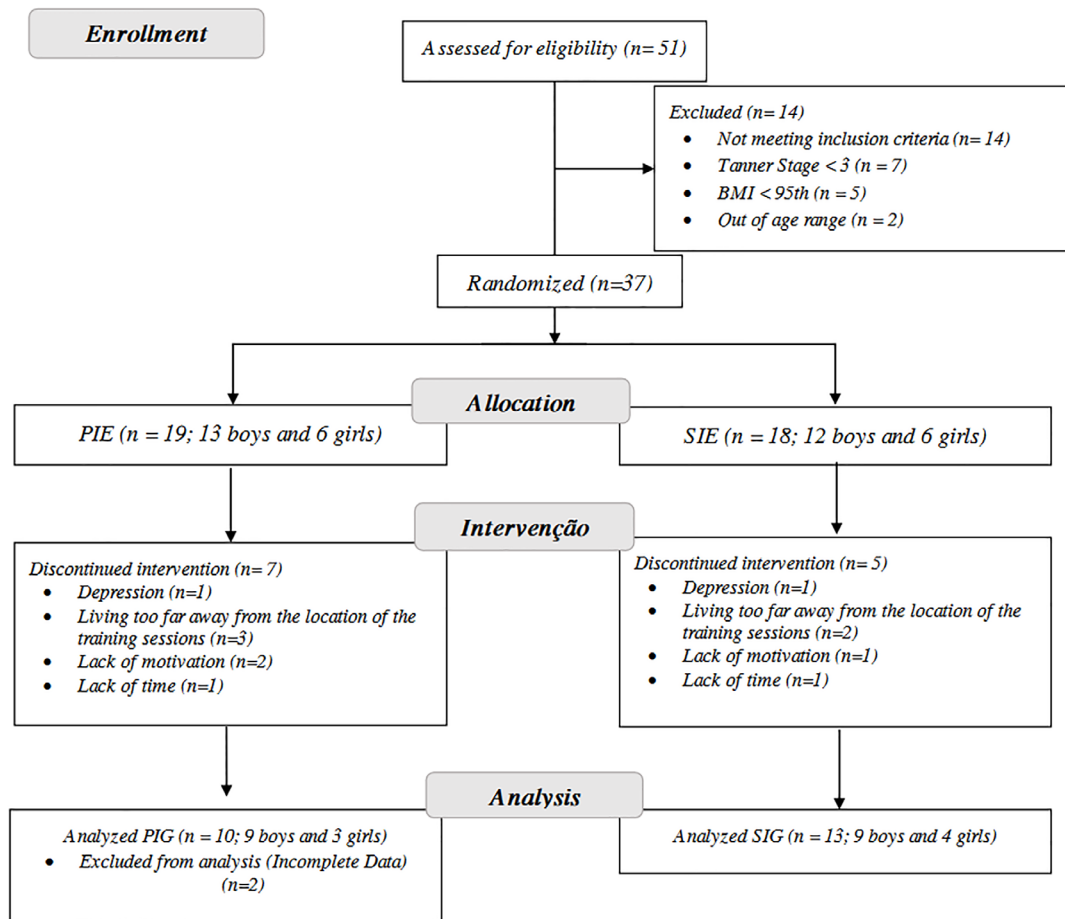 Enrollment
Assessed for eligibility (n= 51)
Excluded (n= 14)
• Not meeting inclusion criteria (n= 14)
• Tanner Stage < 3 (n = 7)
• BMI < 95th (n = 5)
• Out of age range (n = 2)
Randomized (n=37)
Allocation
PIE (n = 19; 13 boys and 6 girls)
SIE (n = 18; 12 boys and 6 girls)
Intervenção
Discontinued intervention (n= 7)
• Depression (n=1)
• Living too far away from the location of the
training sessions (n=3)
• Lack of motivation (n=2)
• Lack of time (n=1)
Discontinued intervention (n= 5)
• Depression (n=1)
• Living too far away from the location of the
training sessions (n=2)
• Lack of motivation (n=1)
• Lack of time (n=1)
Analysis
Analyzed PIG (n = 10; 9 boys and 3 girls)
• Excluded from analysis (Incomplete Data)
(n=2)
Analyzed SIG (n = 13; 9 boys and 4 girls)